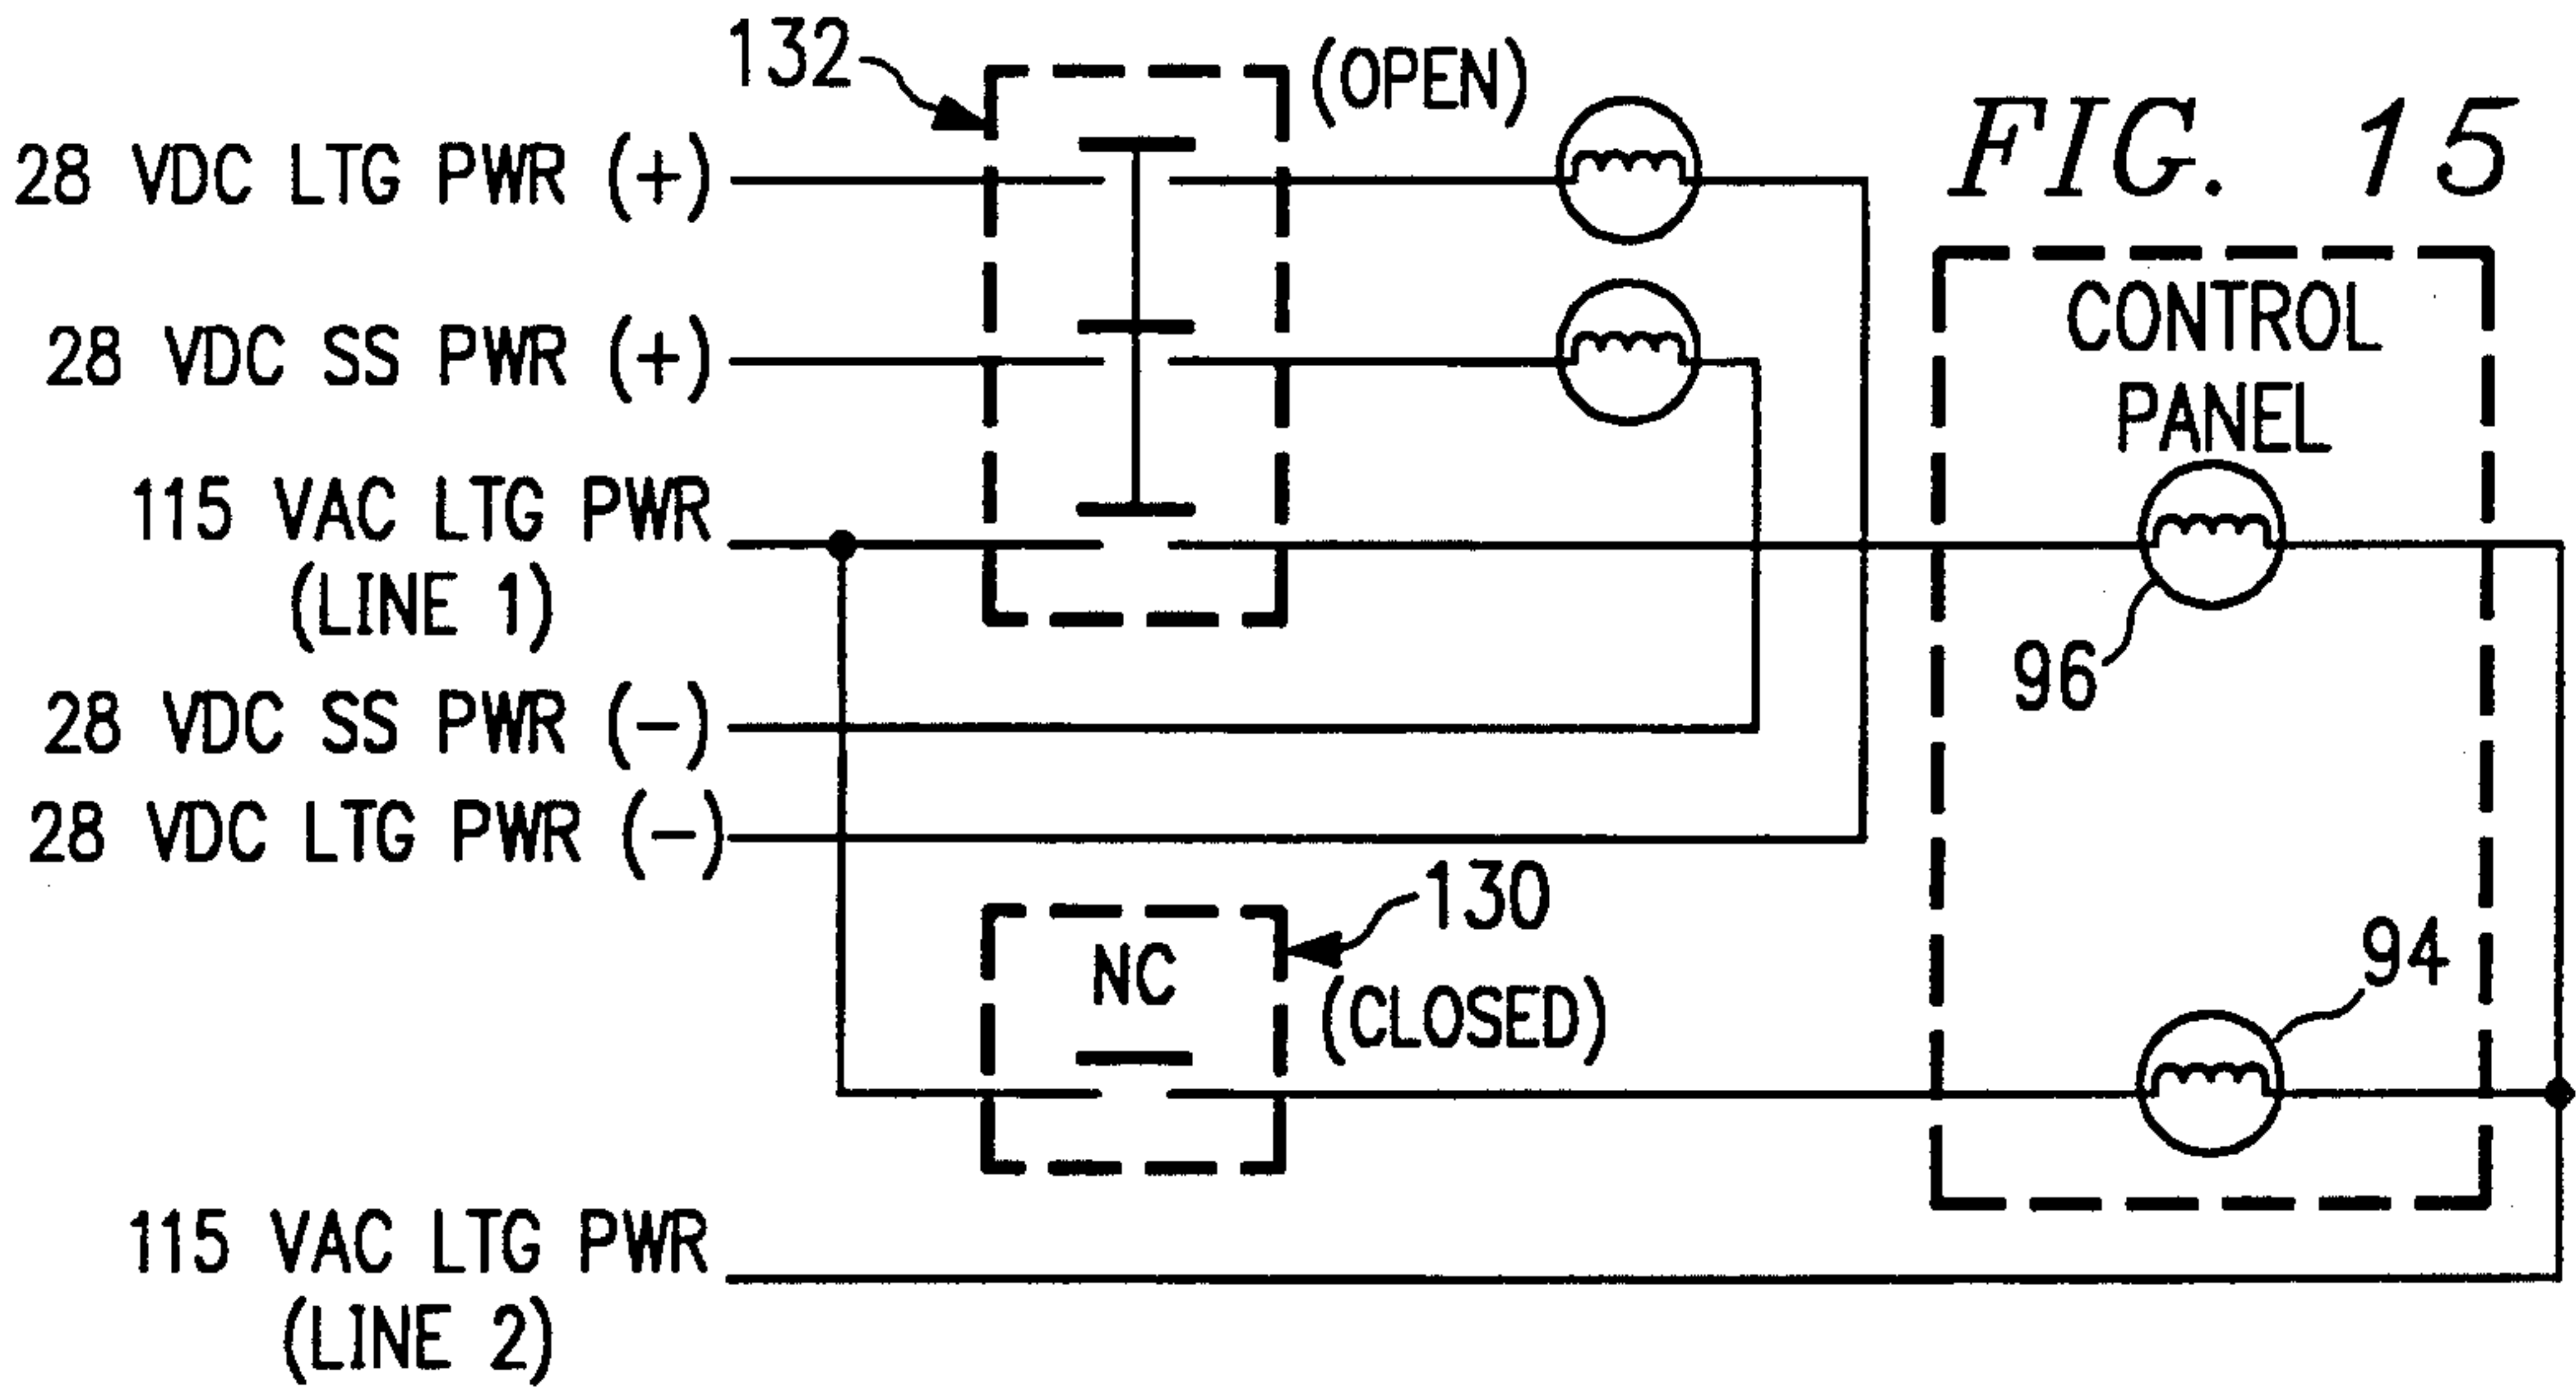 132
(OPEN)
FIG. 15
28 VDC LTG PWR (+)
28 VDC SS PWR (+)
CONTROL
PANEL
115 VAC LTG PWR
(LINE 1)
96
28 VDC SS PWR (-)
28 VDC LTG PWR (-)
130
NC
(CLOSED)
94
115 VAC LTG PWR
(LINE 2)